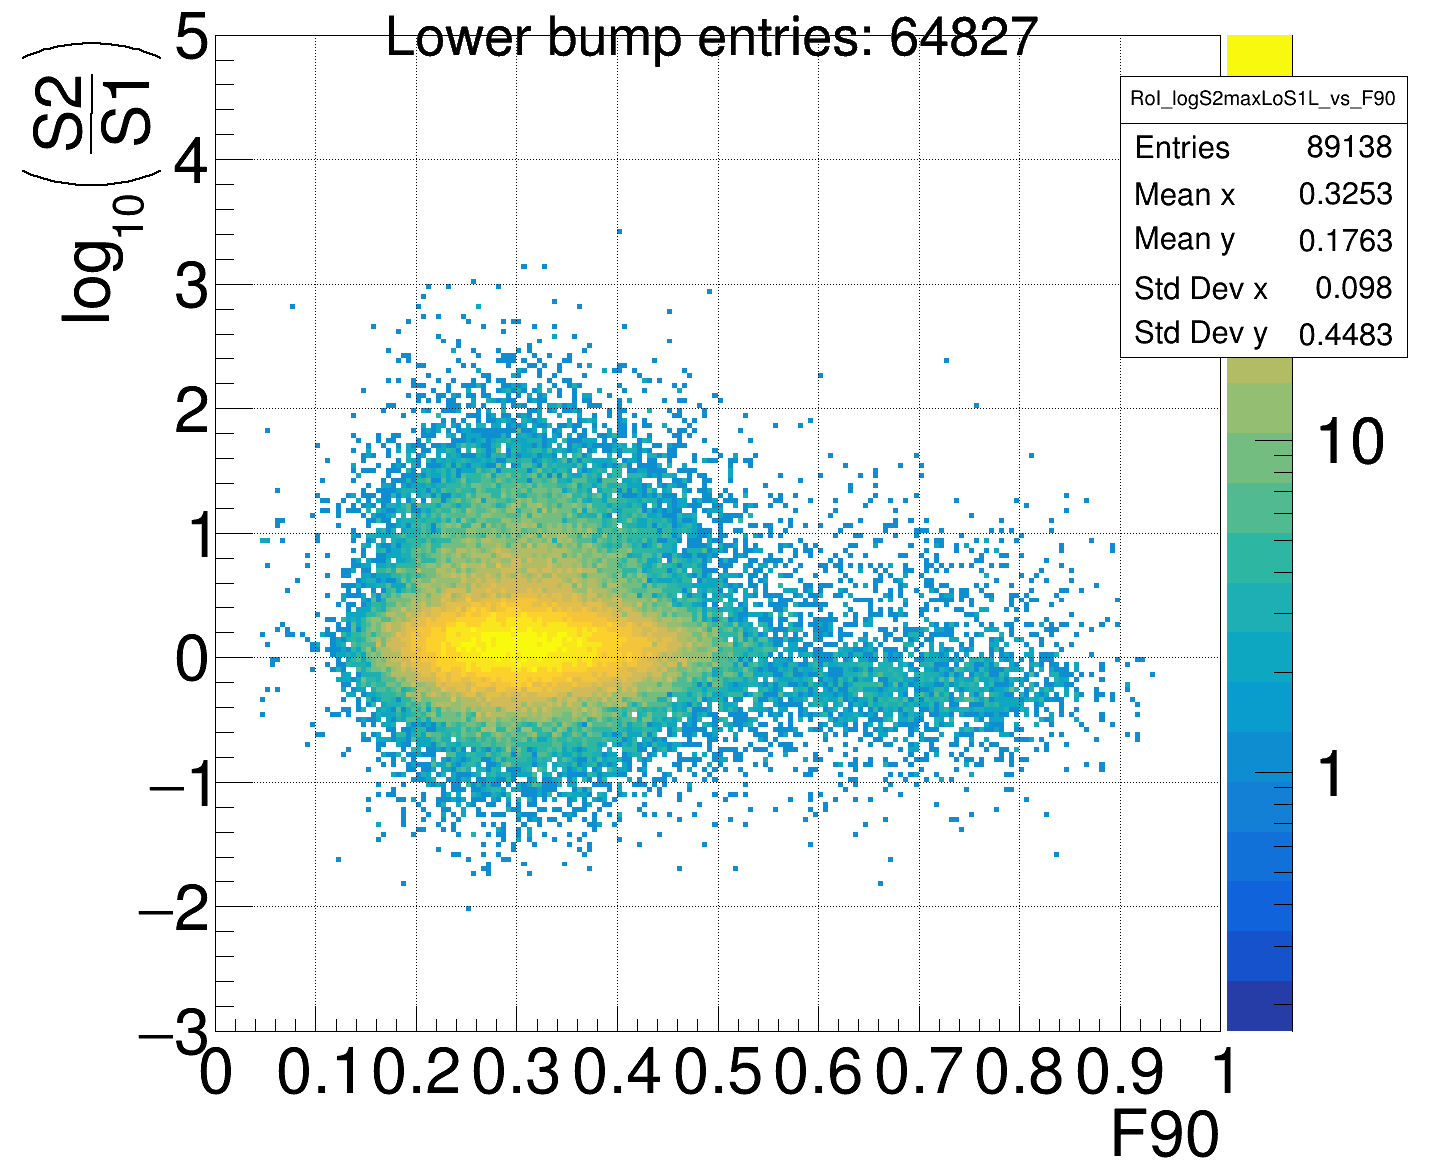 Lower bump entries: 64827
log10 (S2/S1)
5
4
3
2
1
0
−1
−2
−3
0 0.1 0.2 0.3 0.4 0.5 0.6 0.7 0.8 0.9 1
F90
RoI_logS2maxLoS1L_vs_F90
Entries 89138
Mean x 0.3253
Mean y 0.1763
Std Dev x 0.098
Std Dev y 0.4483
10
1